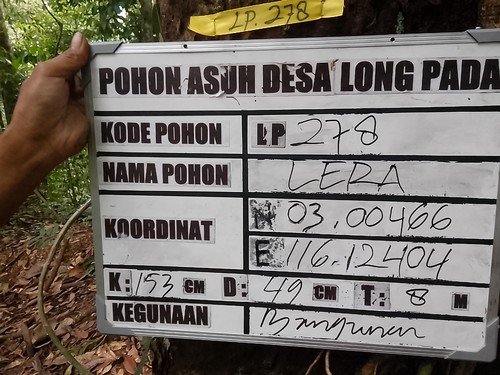 LP. 278
POHON ASUH DESA LONG PADA
KODE POHON LP 278
NAMA POHON LERA
KOORDINAT N 03.00466
E 116.12404
K: 153 CM D: 49 CM T: 8 M
KEGUNAAN Bangunan